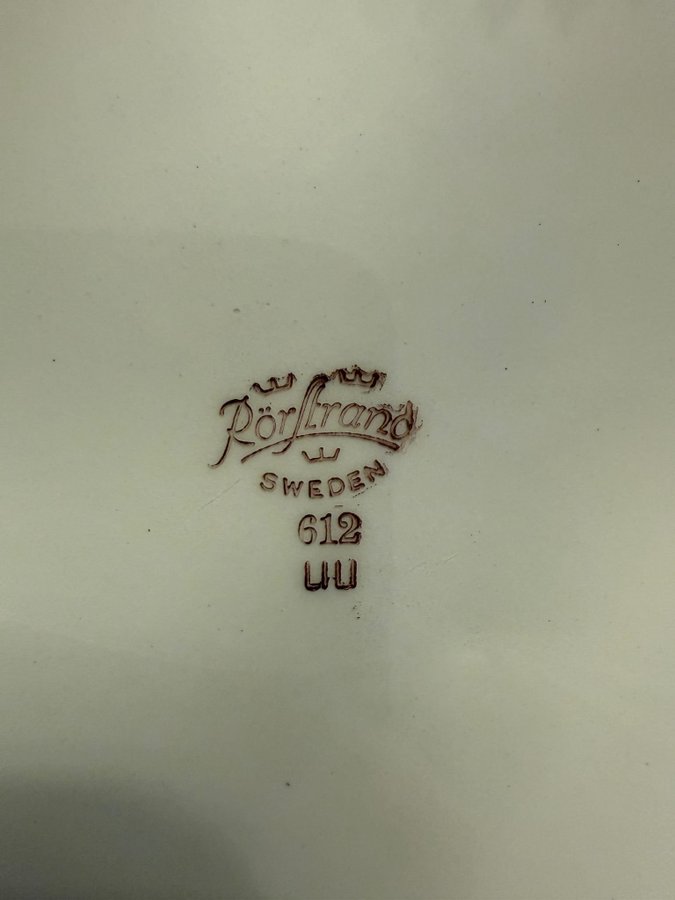 Rörstrand
SWEDEN
612
UU